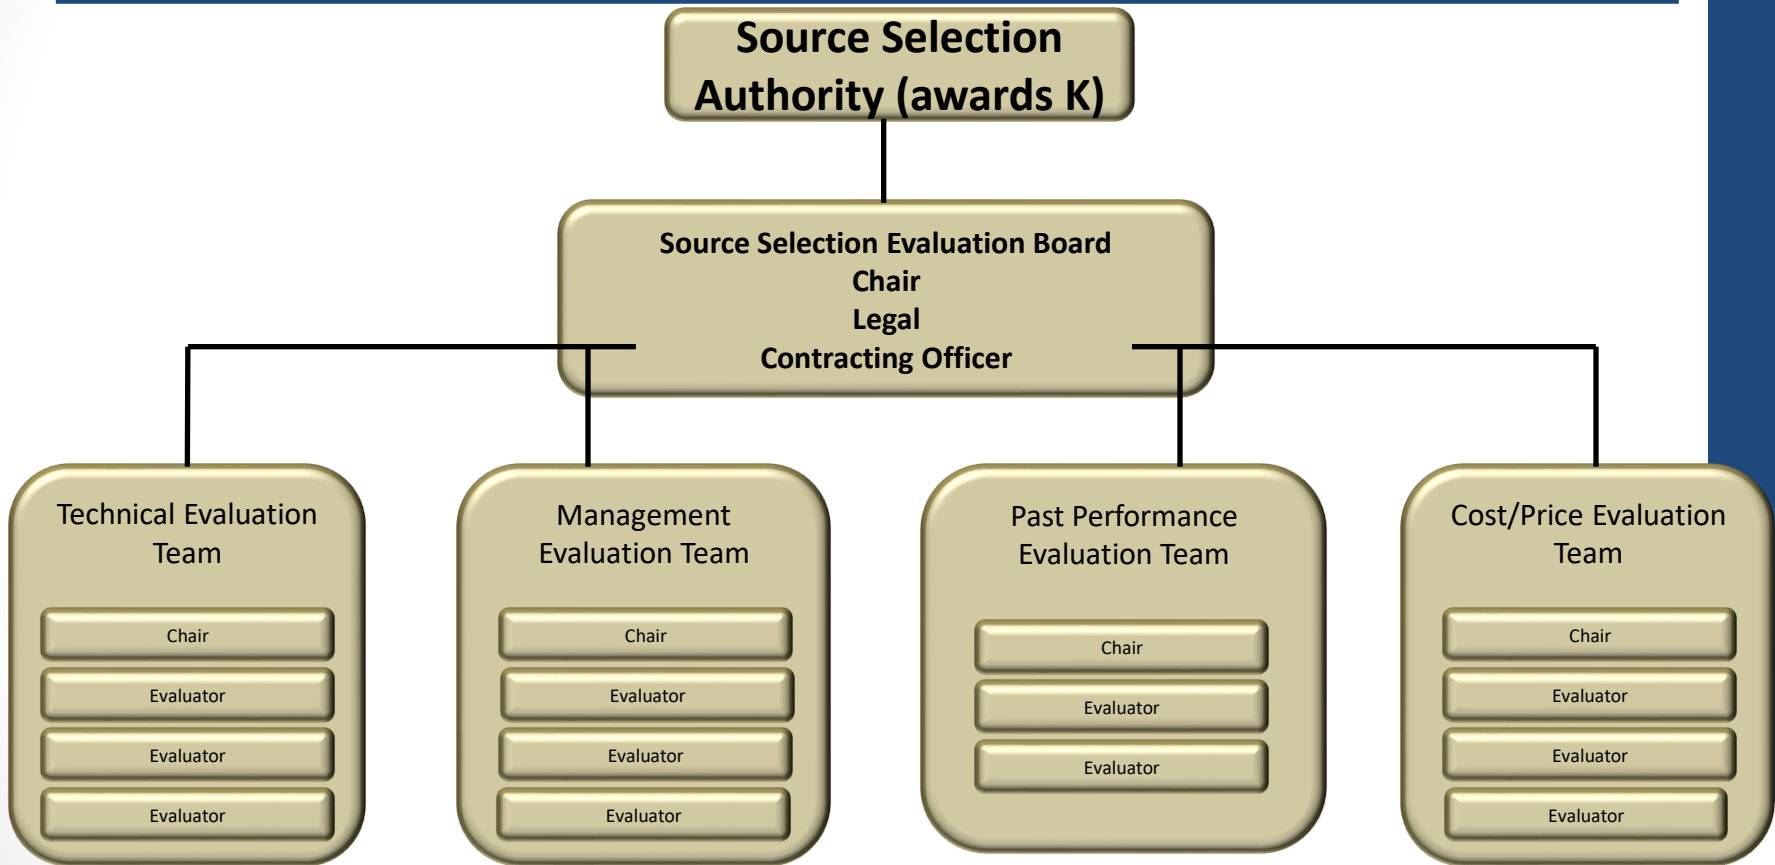 Source Selection
Authority (awards K)
Source Selection Evaluation Board
Chair
Legal
Contracting Officer
Technical Evaluation
Team
Chair
Evaluator
Evaluator
Evaluator
Management
Evaluation Team
Chair
Evaluator
Evaluator
Evaluator
Past Performance
Evaluation Team
Chair
Evaluator
Evaluator
Cost/Price Evaluation
Team
Chair
Evaluator
Evaluator
Evaluator